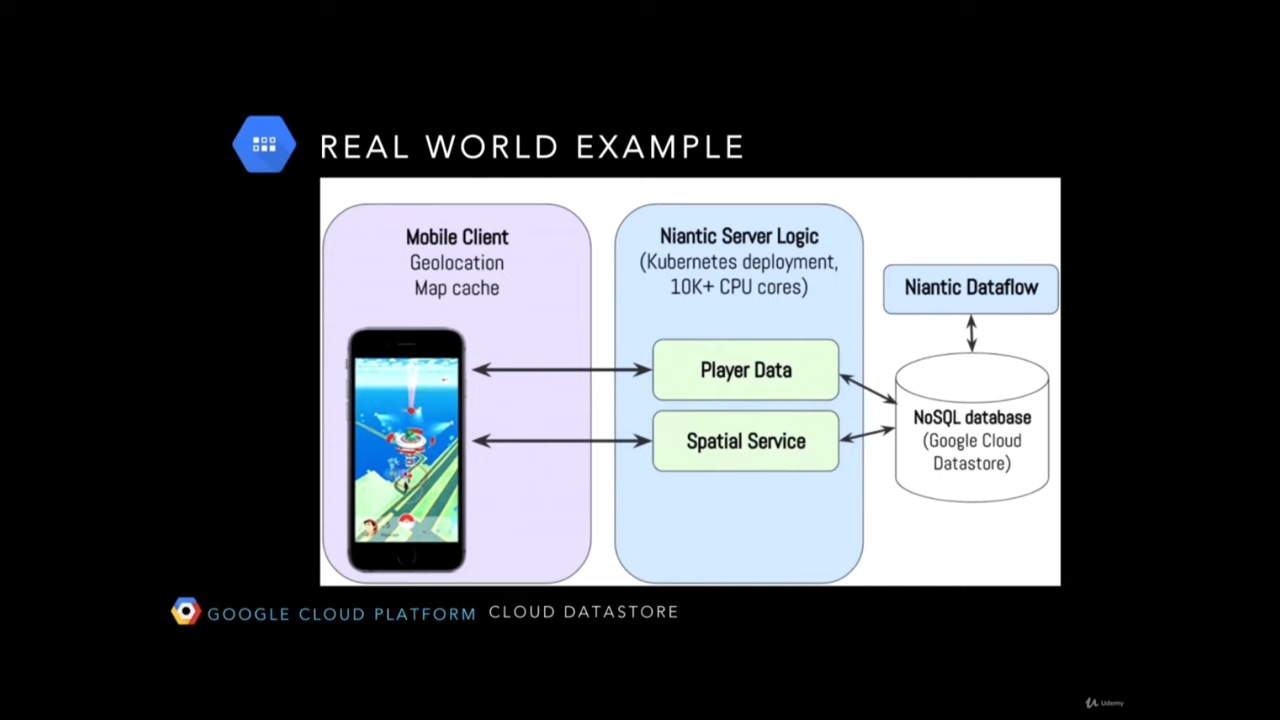 REAL WORLD EXAMPLE
Mobile Client
Geolocation
Map cache
Niantic Server Logic
(Kubernetes deployment,
10K+ CPU cores)
Player Data
Spatial Service
Niantic Dataflow
NoSQL database
(Google Cloud
Datastore)
GOOGLE CLOUD PLATFORM CLOUD DATASTORE
Udemy